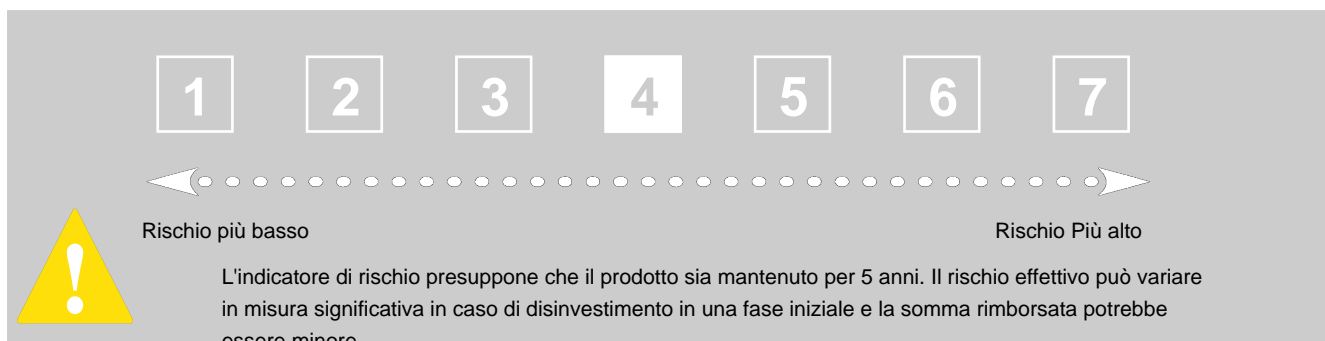 1 2 3 4 5 6 7
Rischio più basso Rischio Più alto
!
L'indicatore di rischio presuppone che il prodotto sia mantenuto per 5 anni. Il rischio effettivo può variare
in misura significativa in caso di disinvestimento in una fase iniziale e la somma rimborsata potrebbe
essere minore